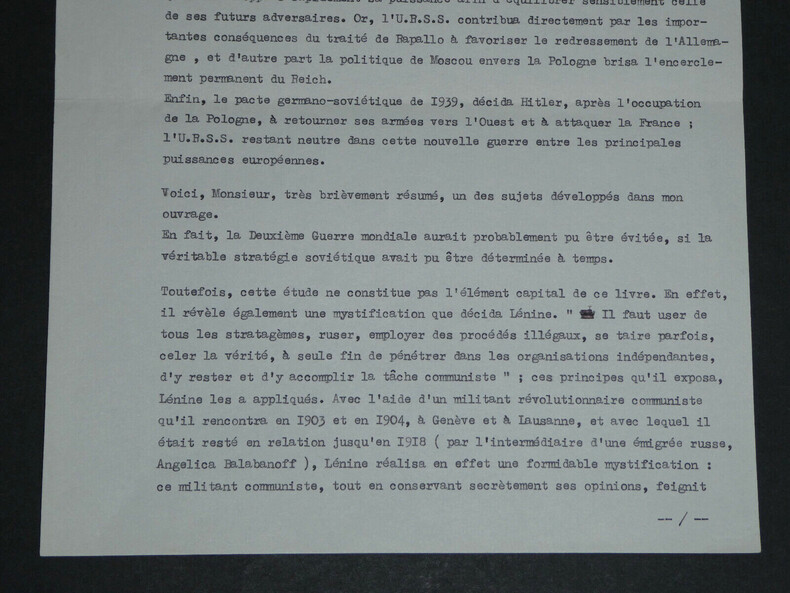 sensiblement celle
de ses futurs adversaires. Or, l'U.R.S.S. contribua directement par les impor-
tantes conséquences du traité de Rapallo à favoriser le redressement de l'Allema-
gne , et d'autre part la politique de Moscou envers la Pologne brisa l'encercle-
ment permanent du Reich.
Enfin, le pacte germano-soviétique de I939, décida Hitler, après l'occupation
de la Pologne, à retourner ses armées vers l'Ouest et à attaquer la France ;
l'U.R.S.S. restant neutre dans cette nouvelle guerre entre les principales
puissances européennes.
Voici, Monsieur, très brièvement résumé, un des sujets développés dans mon
ouvrage.
En fait, la Deuxième Guerre mondiale aurait probablement pu être évitée, si la
véritable stratégie soviétique avait pu être déterminée à temps.
Toutefois, cette étude ne constitue pas l'élément capital de ce livre. En effet,
il révèle également une mystification que décida Lénine. " Il faut user de
tous les stratagèmes, ruser, employer des procédés illégaux, se taire parfois,
celer la vérité, à seule fin de pénétrer dans les organisations indépendantes,
d'y rester et d'y accomplir la tâche communiste " ; ces principes qu'il exposa,
Lénine les a appliqués. Avec l'aide d'un militant révolutionnaire communiste
qu'il rencontra en I903 et en I904, à Genève et à Lausanne, et avec lequel il
était resté en relation jusqu'en I9I8 ( par l'intermédiaire d'une émigrée russe,
Angelica Balabanoff ), Lénine réalisa en effet une formidable mystification :
ce militant communiste, tout en conservant secrètement ses opinions, feignit
-- / --